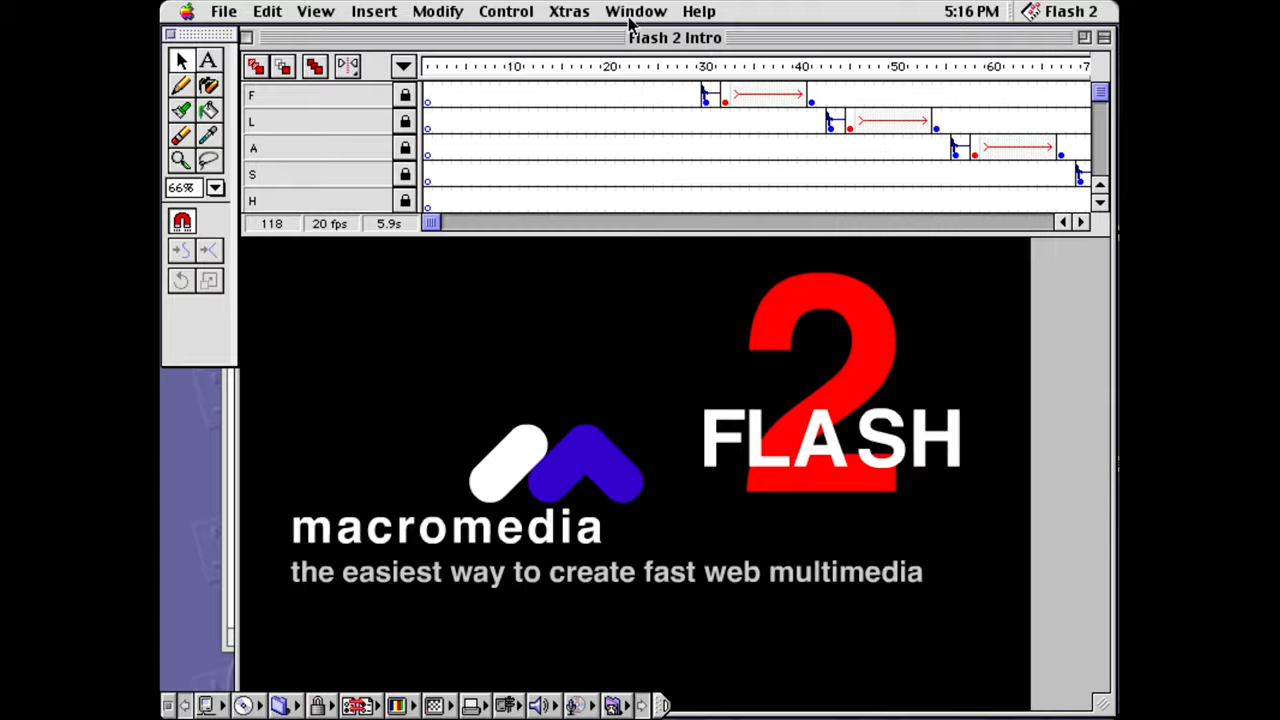 File Edit View Insert Modify Control Xtras Window Help 5:16 PM Flash 2
Flash 2 Intro
10 20 30 40 50 60 7
F
L
A
S
H
66%
118 20 fps 5.9s
2
FLASH
macromedia
the easiest way to create fast web multimedia